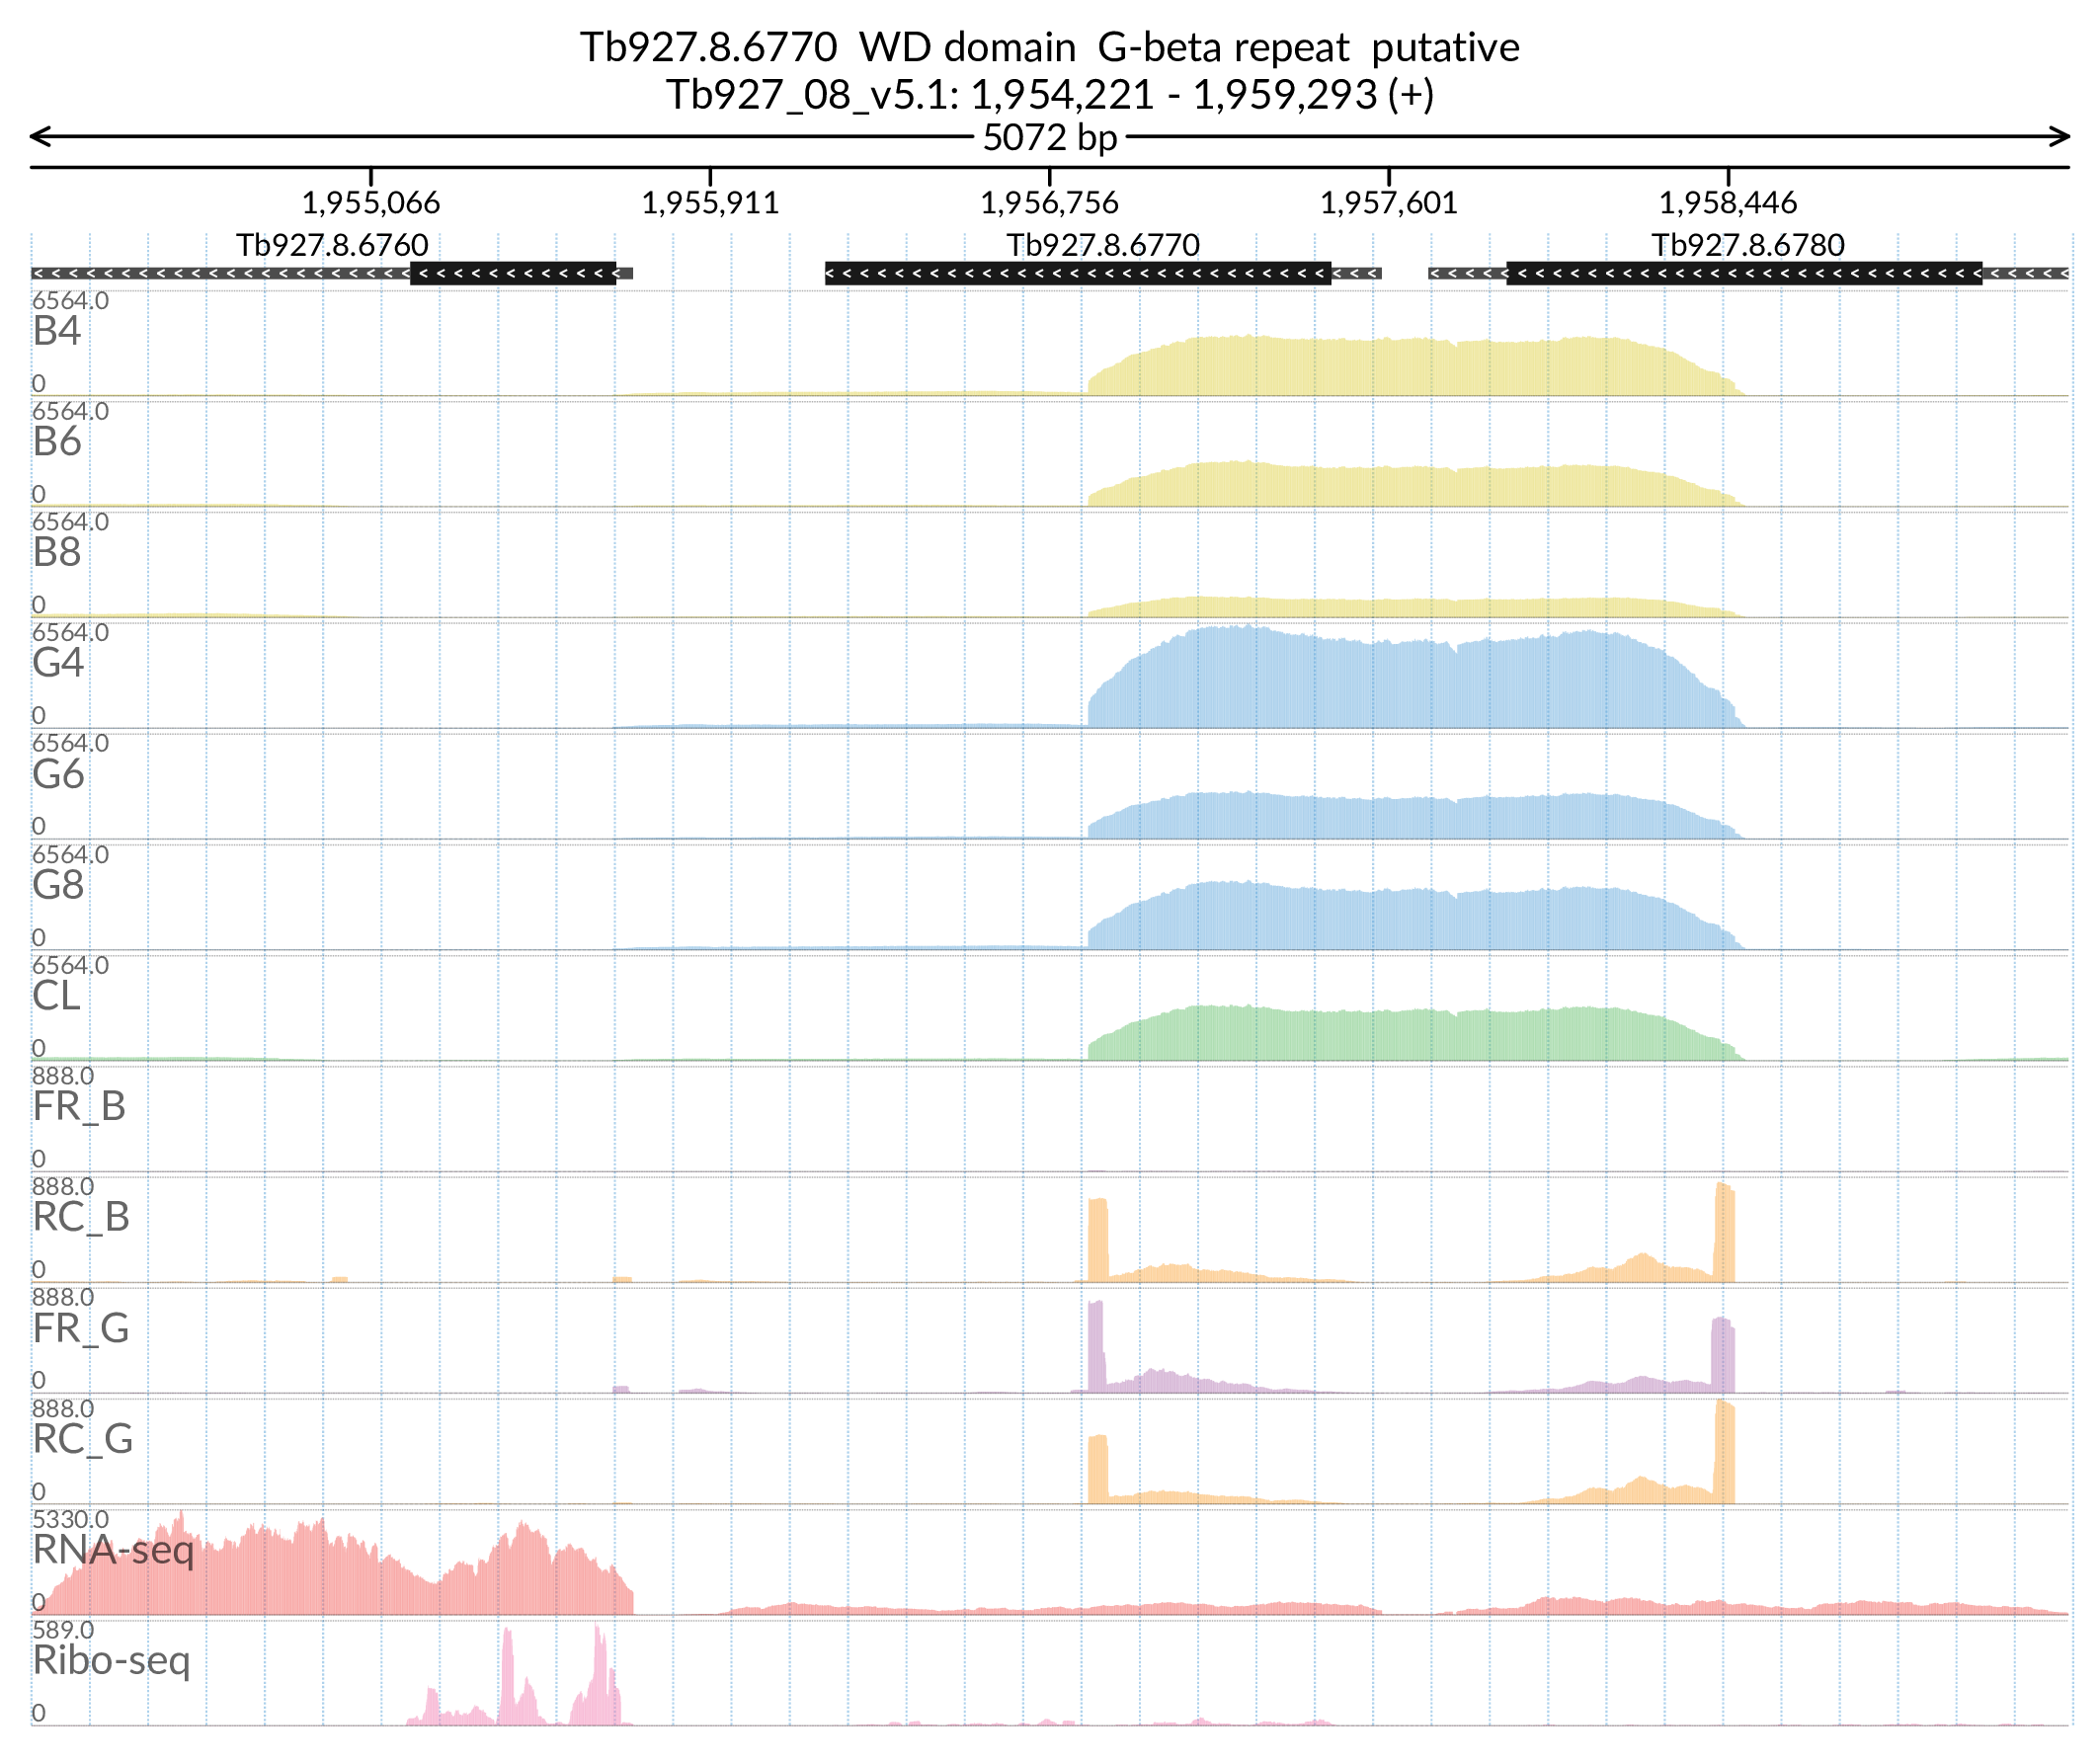 Tb927.8.6770  WD domain  G-beta repeat  putative
Tb927_08_v5.1: 1,954,221 - 1,959,293 (+)
5072 bp
1,955,066 1,955,911 1,956,756 1,957,601 1,958,446
Tb927.8.6760 Tb927.8.6770 Tb927.8.6780
6564.0
B4
0
6564.0
B6
0
6564.0
B8
0
6564.0
G4
0
6564.0
G6
0
6564.0
G8
0
6564.0
CL
0
888.0
FR_B
0
888.0
RC_B
0
888.0
FR_G
0
888.0
RC_G
0
5330.0
RNA-seq
0
589.0
Ribo-seq
0